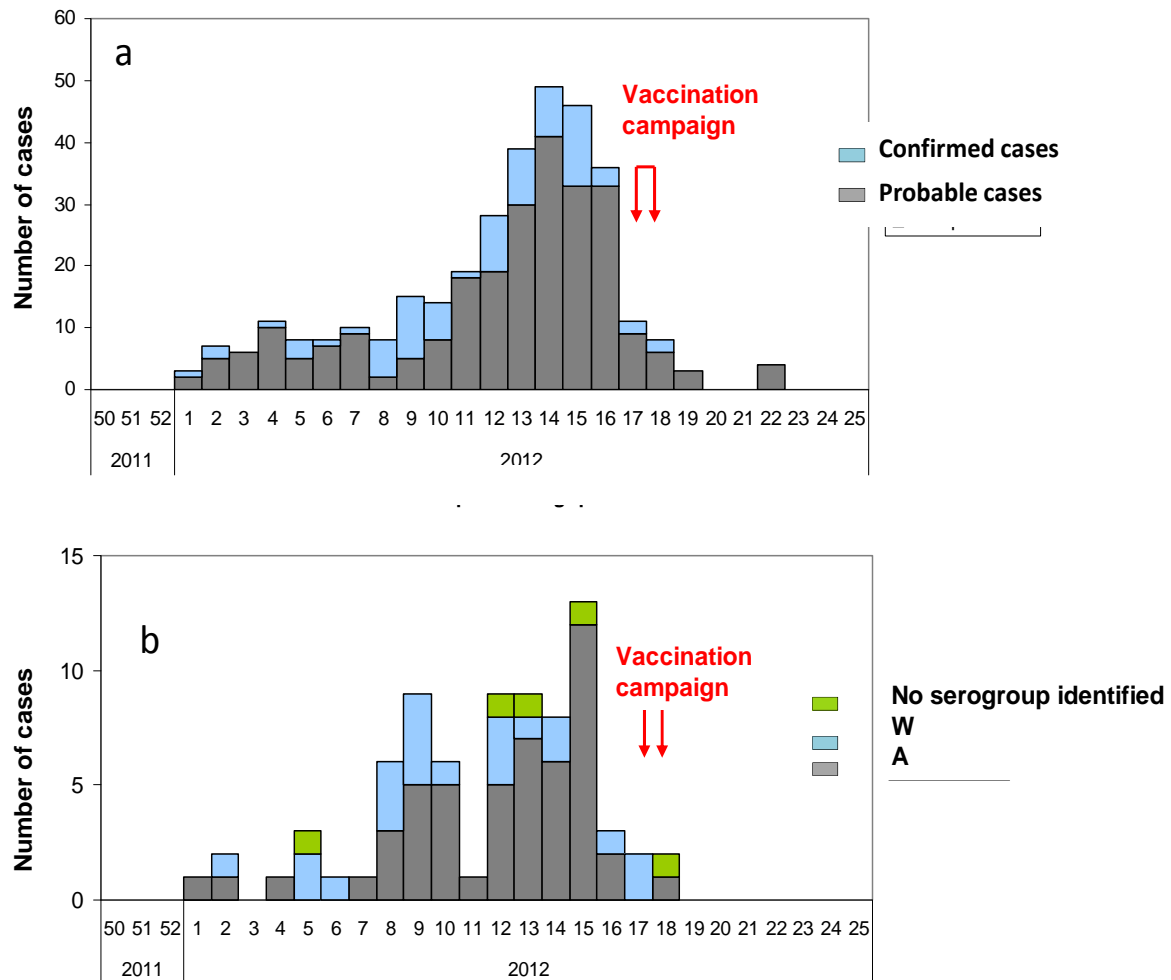 60
a
50
Vaccination
campaign
40
Confirmed cases
Probable cases
30
20
10
0
Number of cases
50 51 52 1 2 3 4 5 6 7 8 9 10 11 12 13 14 15 16 17 18 19 20 21 22 23 24 25
2011 2012
15
b
Vaccination
campaign
10
No serogroup identified
W
A
5
0
Number of cases
50 51 52 1 2 3 4 5 6 7 8 9 10 11 12 13 14 15 16 17 18 19 20 21 22 23 24 25
2011 2012